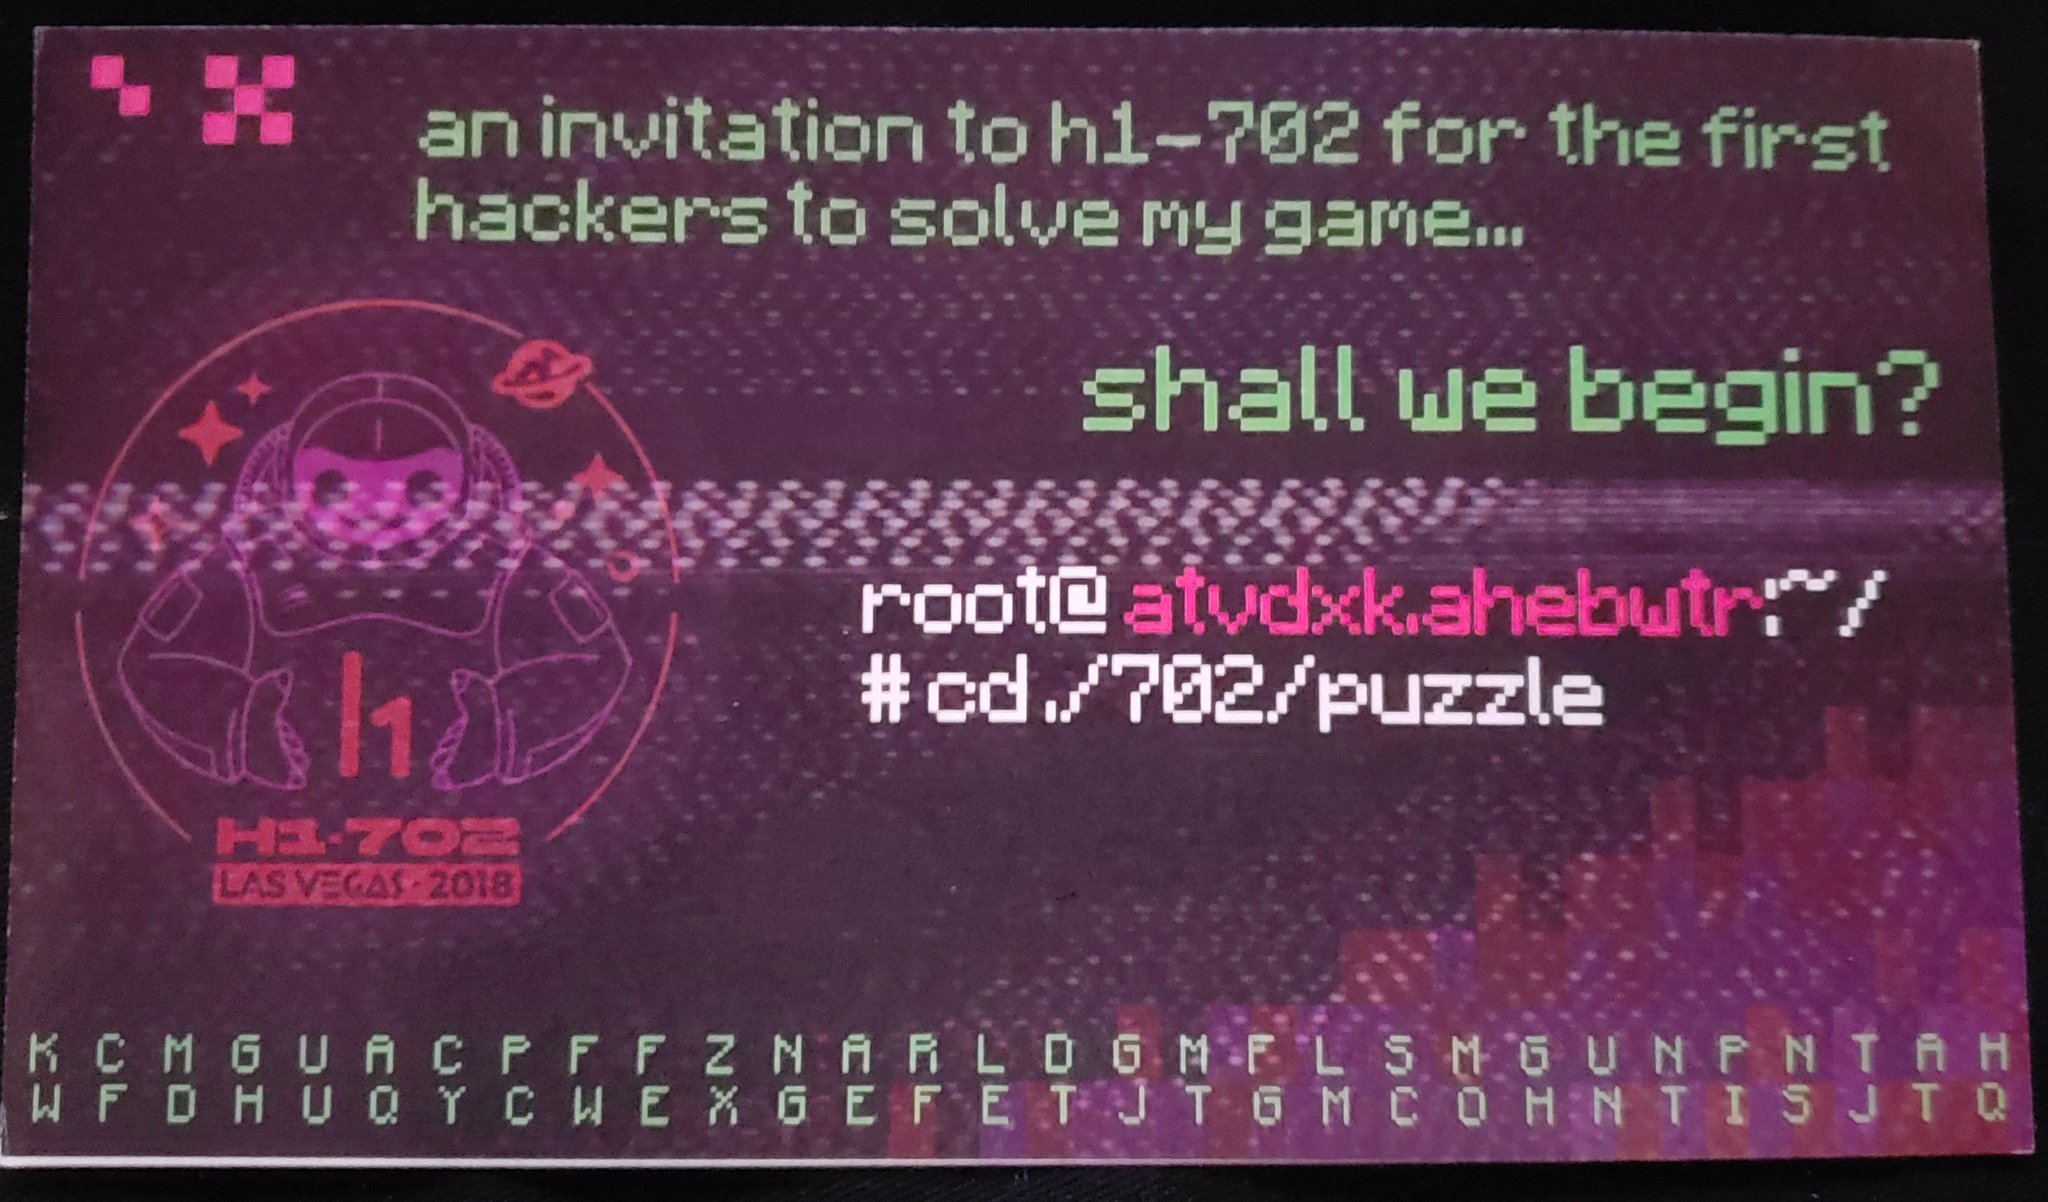 an invitation to h1-702 for the first
hackers to solve my game...
shall we begin?
root@atvdxk.ahebwtr:~/
# cd ./702/puzzle
h1
H1-702
LAS VEGAS · 2018
K C M G U A C P F F Z N A R L D G M F L S M G U N P N T A H
W F D H U Q Y C W E X G E F E T J T G M C O H N T I S J T Q